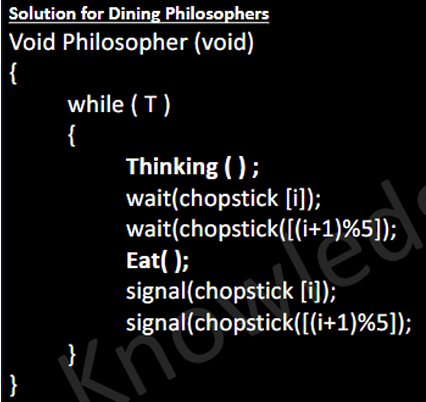 Solution for Dining Philosophers
Void Philosopher (void)
{
while ( T )
{
Thinking ( ) ;
wait(chopstick [i]);
wait(chopstick([(i+1)%5]);
Eat( );
signal(chopstick [i]);
signal(chopstick([(i+1)%5]);
}
}